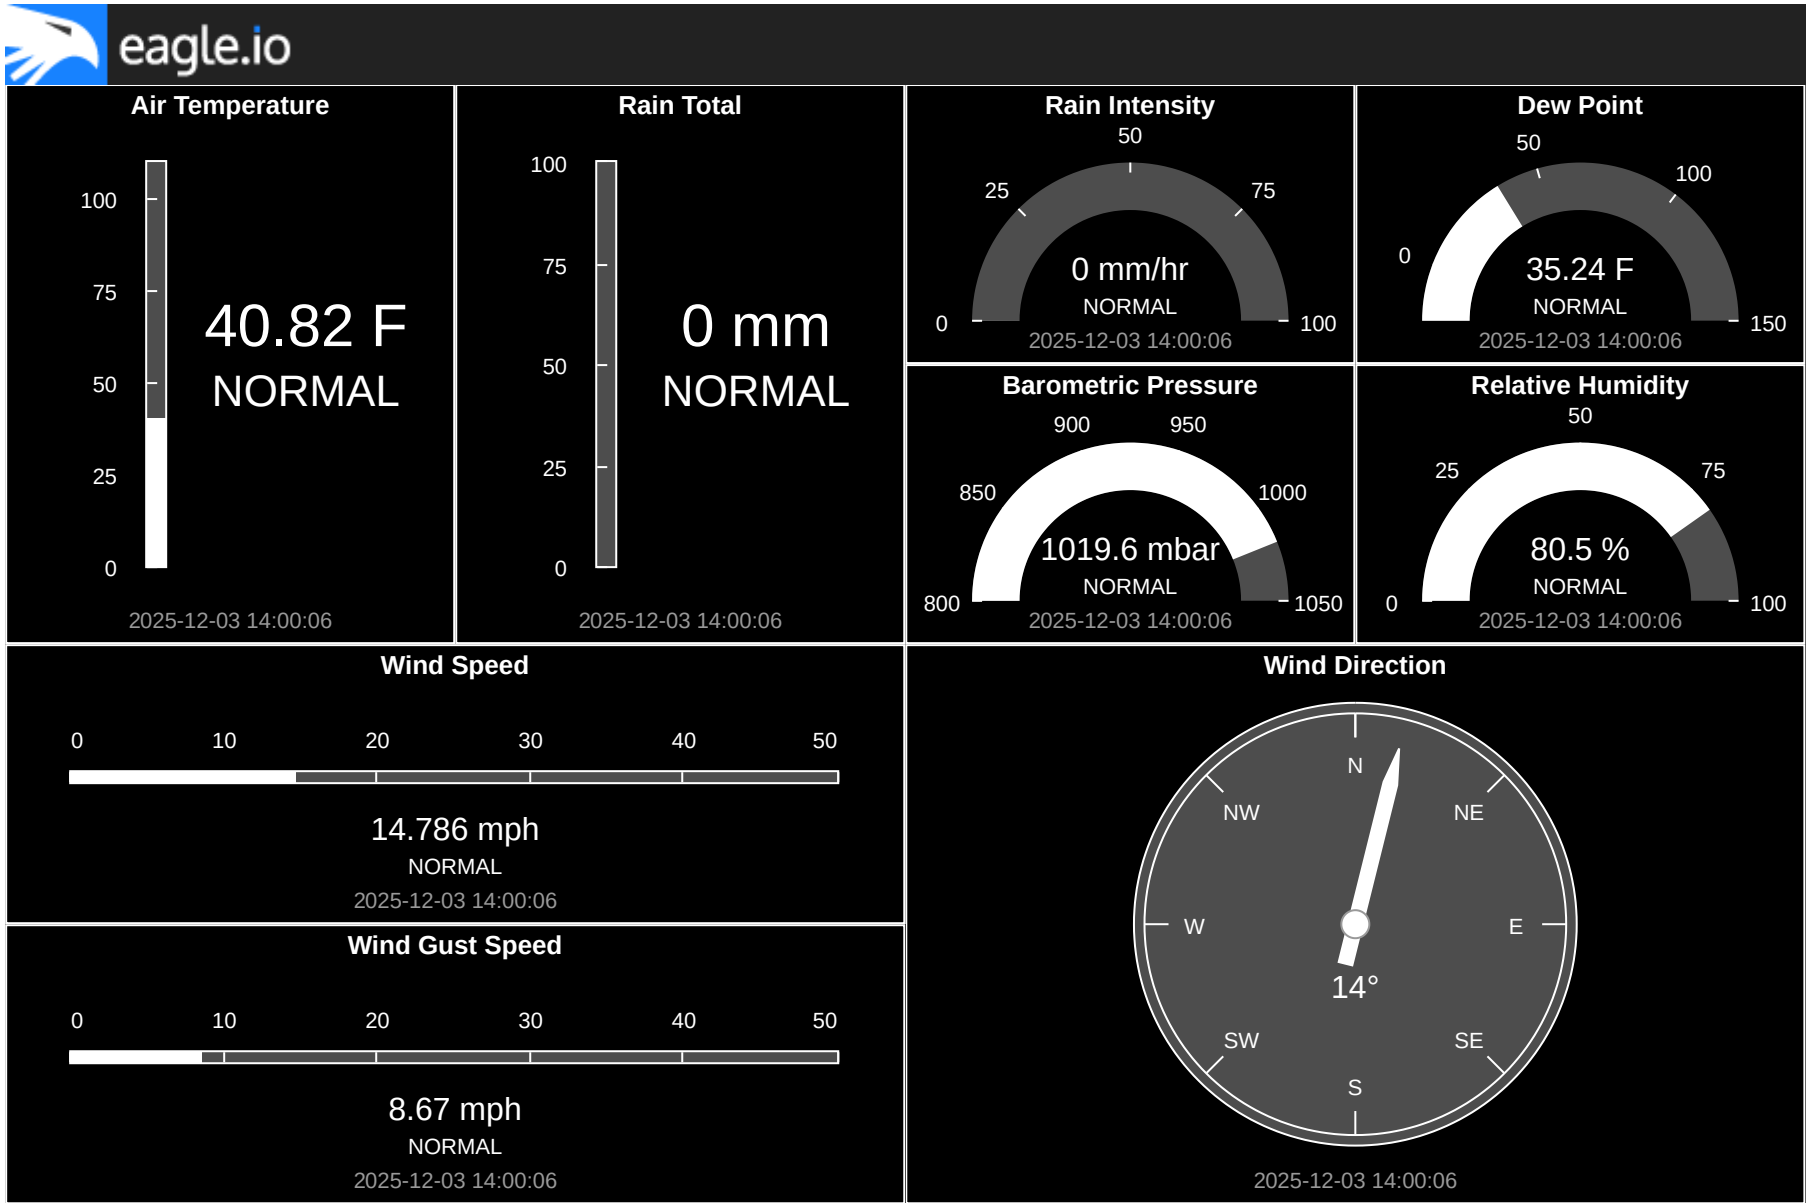 eagle.io
Air Temperature
100
75
50
25
0
40.82 F
NORMAL
2025-12-03 14:00:06
Rain Total
100
75
50
25
0
0 mm
NORMAL
2025-12-03 14:00:06
Rain Intensity
50
25
75
0
100
0 mm/hr
NORMAL
2025-12-03 14:00:06
Dew Point
50
100
0
150
35.24 F
NORMAL
2025-12-03 14:00:06
Barometric Pressure
900
950
850
1000
800
1050
1019.6 mbar
NORMAL
2025-12-03 14:00:06
Relative Humidity
50
25
75
0
100
80.5 %
NORMAL
2025-12-03 14:00:06
Wind Speed
0 10 20 30 40 50
14.786 mph
NORMAL
2025-12-03 14:00:06
Wind Gust Speed
0 10 20 30 40 50
8.67 mph
NORMAL
2025-12-03 14:00:06
Wind Direction
N
NW
NE
W
E
14°
SW
SE
S
2025-12-03 14:00:06